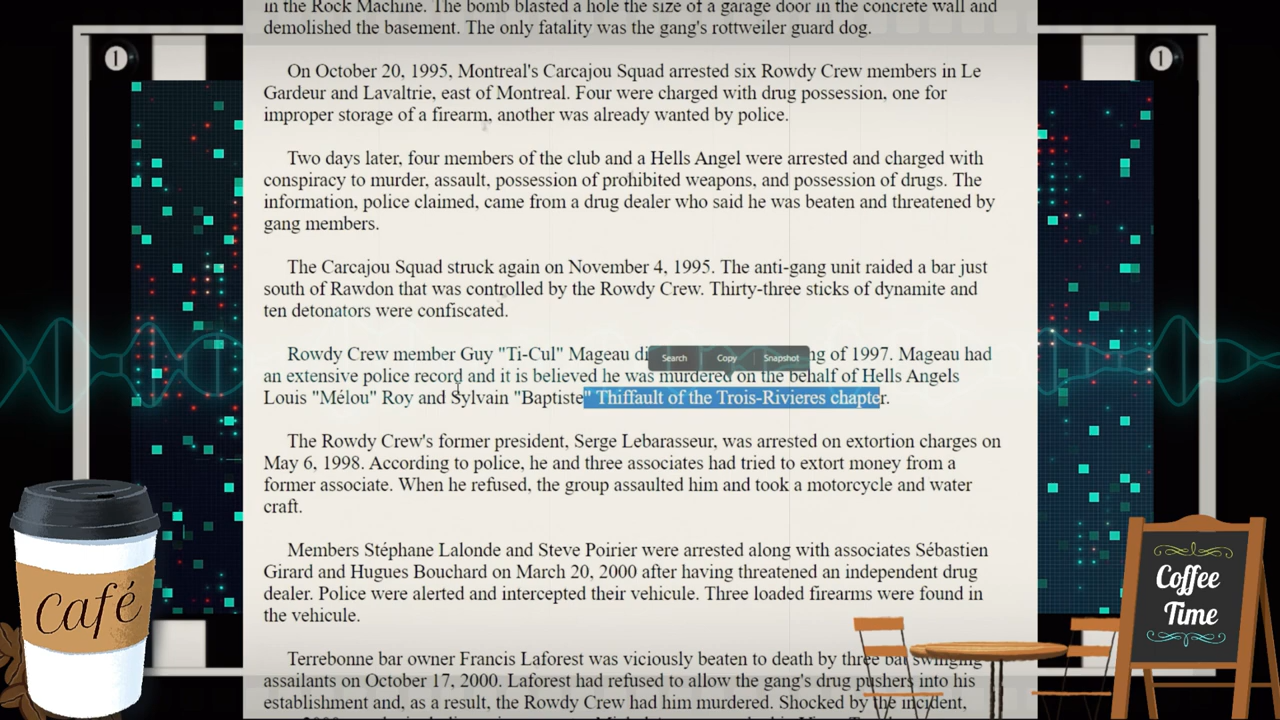 in the Rock Machine. The bomb blasted a hole the size of a garage door in the concrete wall and
demolished the basement. The only fatality was the gang's rottweiler guard dog.
On October 20, 1995, Montreal's Carcajou Squad arrested six Rowdy Crew members in Le
Gardeur and Lavaltrie, east of Montreal. Four were charged with drug possession, one for
improper storage of a firearm, another was already wanted by police.
Two days later, four members of the club and a Hells Angel were arrested and charged with
conspiracy to murder, assault, possession of prohibited weapons, and possession of drugs. The
information, police claimed, came from a drug dealer who said he was beaten and threatened by
gang members.
The Carcajou Squad struck again on November 4, 1995. The anti-gang unit raided a bar just
south of Rawdon that was controlled by the Rowdy Crew. Thirty-three sticks of dynamite and
ten detonators were confiscated.
Rowdy Crew member Guy "Ti-Cul" Mageau of 1997. Mageau had
Search Copy Snapshot
an extensive police record and it is believed he was murdered on the behalf of Hells Angels
Louis "Mélou" Roy and Sylvain "Baptiste" Thiffault of the Trois-Rivieres chapter.
The Rowdy Crew's former president, Serge Lebarasseur, was arrested on extortion charges on
May 6, 1998. According to police, he and three associates had tried to extort money from a
former associate. When he refused, the group assaulted him and took a motorcycle and water
craft.
Members Stéphane Lalonde and Steve Poirier were arrested along with associates Sébastien
Girard and Hugues Bouchard on March 20, 2000 after having threatened an independent drug
dealer. Police were alerted and intercepted their vehicule. Three loaded firearms were found in
the vehicule.
Terrebonne bar owner Francis Laforest was viciously beaten to death by three bat swinging
assailants on October 17, 2000. Laforest had refused to allow the gang's drug pushers into his
establishment and, as a result, the Rowdy Crew had him murdered. Shocked by the incident,
Café
Coffee
Time
1
1